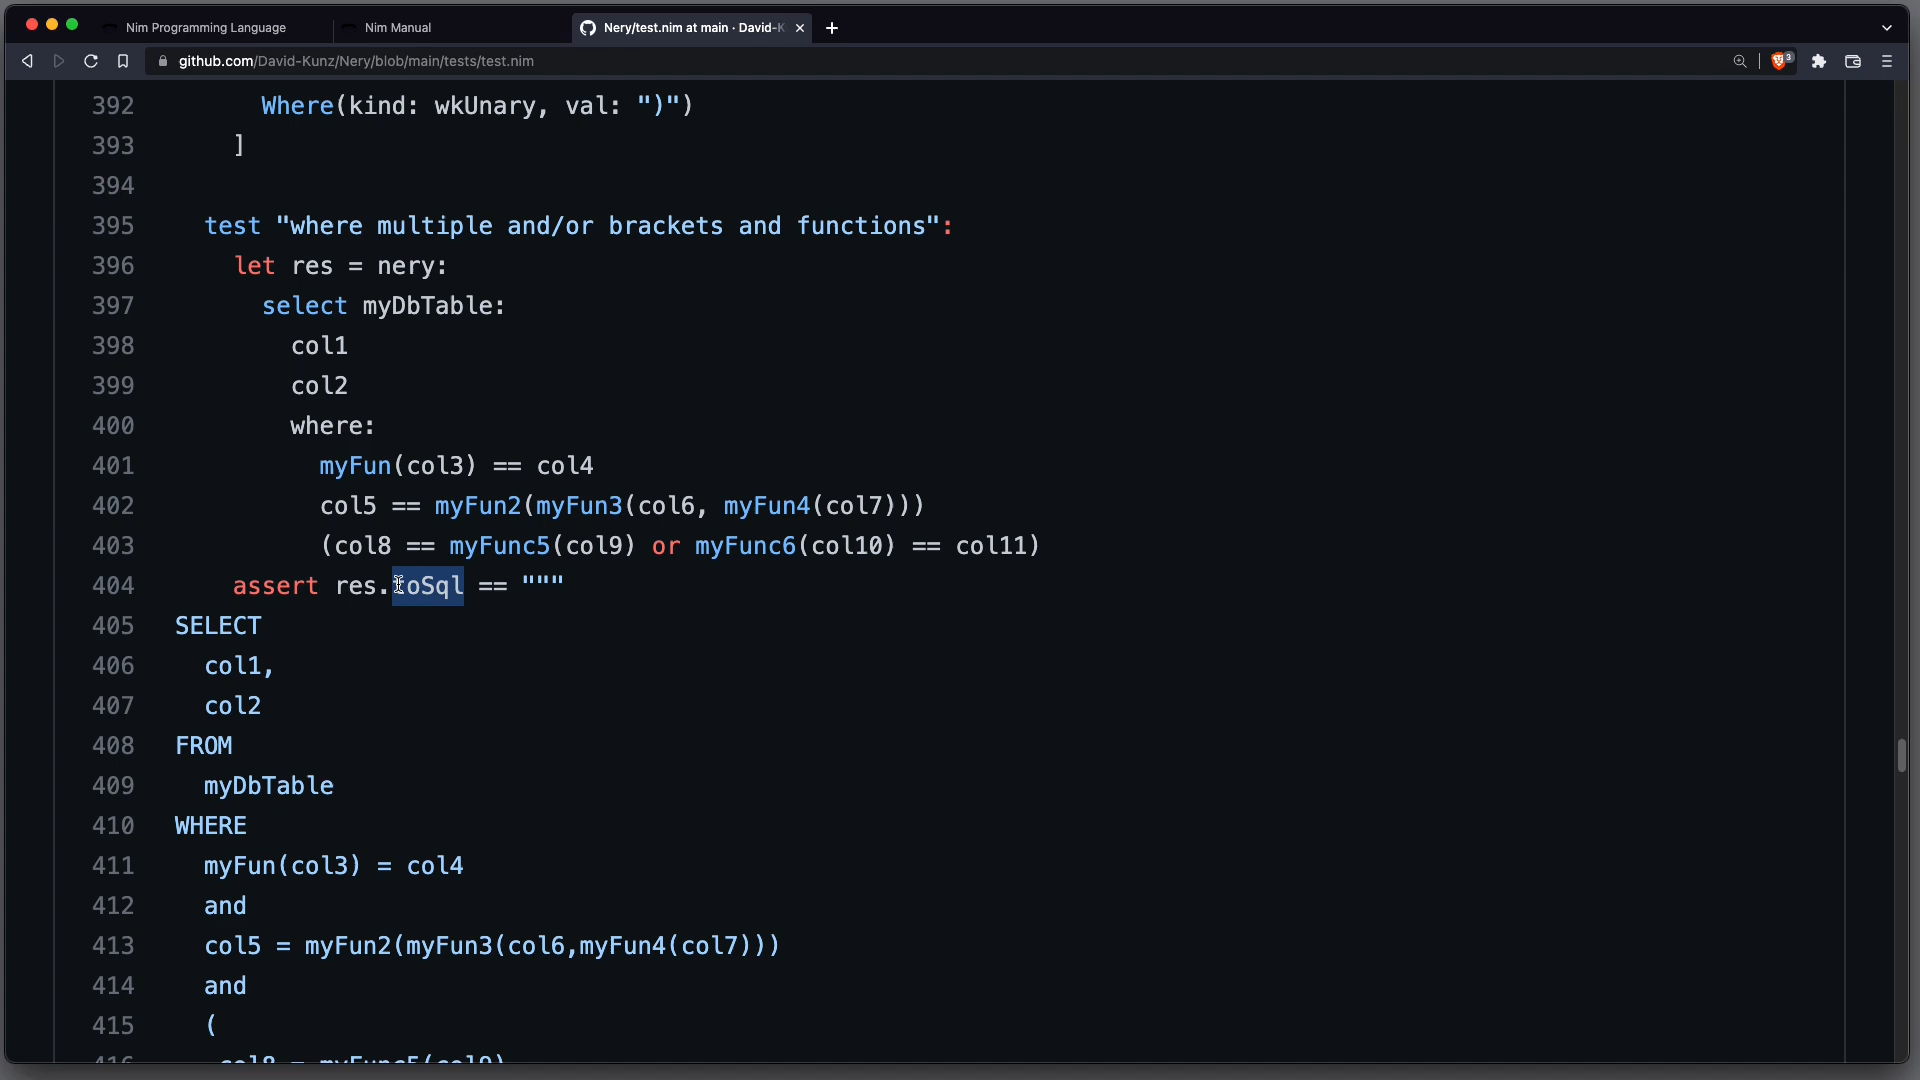 Nim Programming Language
Nim Manual
Nery/test.nim at main · David-K
github.com/David-Kunz/Nery/blob/main/tests/test.nim
3
392 Where(kind: wkUnary, val: ")")
393 ]
394
395 test "where multiple and/or brackets and functions":
396 let res = nery:
397 select myDbTable:
398 col1
399 col2
400 where:
401 myFun(col3) == col4
402 col5 == myFun2(myFun3(col6, myFun4(col7)))
403 (col8 == myFunc5(col9) or myFunc6(col10) == col11)
404 assert res.toSql == """
405 SELECT
406 col1,
407 col2
408 FROM
409 myDbTable
410 WHERE
411 myFun(col3) = col4
412 and
413 col5 = myFun2(myFun3(col6,myFun4(col7)))
414 and
415 (
416 col8 = myFunc5(col9)